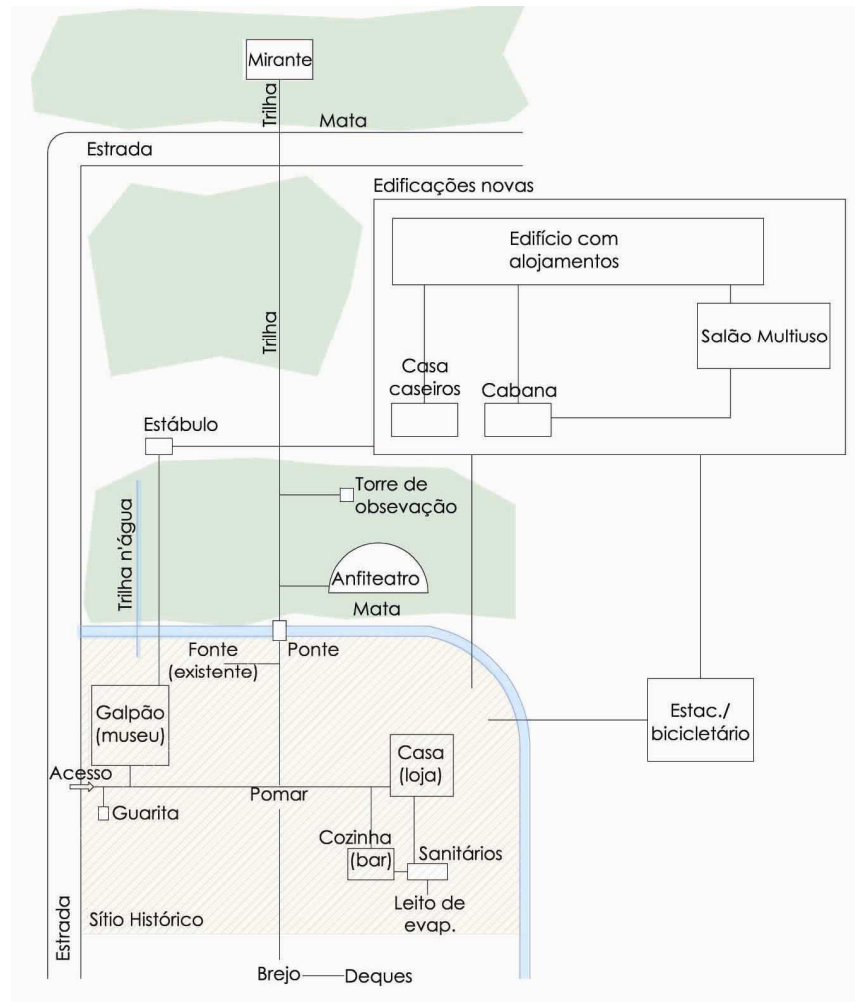 Mirante
Trilha
Mata
Estrada
Edificações novas
Edifício com
alojamentos
Salão Multiuso
Trilha
Casa
caseiros
Cabana
Estábulo
Torre de
obsevação
Trilha n'água
Anfiteatro
Mata
Fonte
(existente)
Ponte
Galpão
(museu)
Casa
(loja)
Estac./
bicicletário
Acesso
Pomar
Guarita
Cozinha
(bar)
Sanitários
Leito de
evap.
Sítio Histórico
Estrada
Brejo
Deques